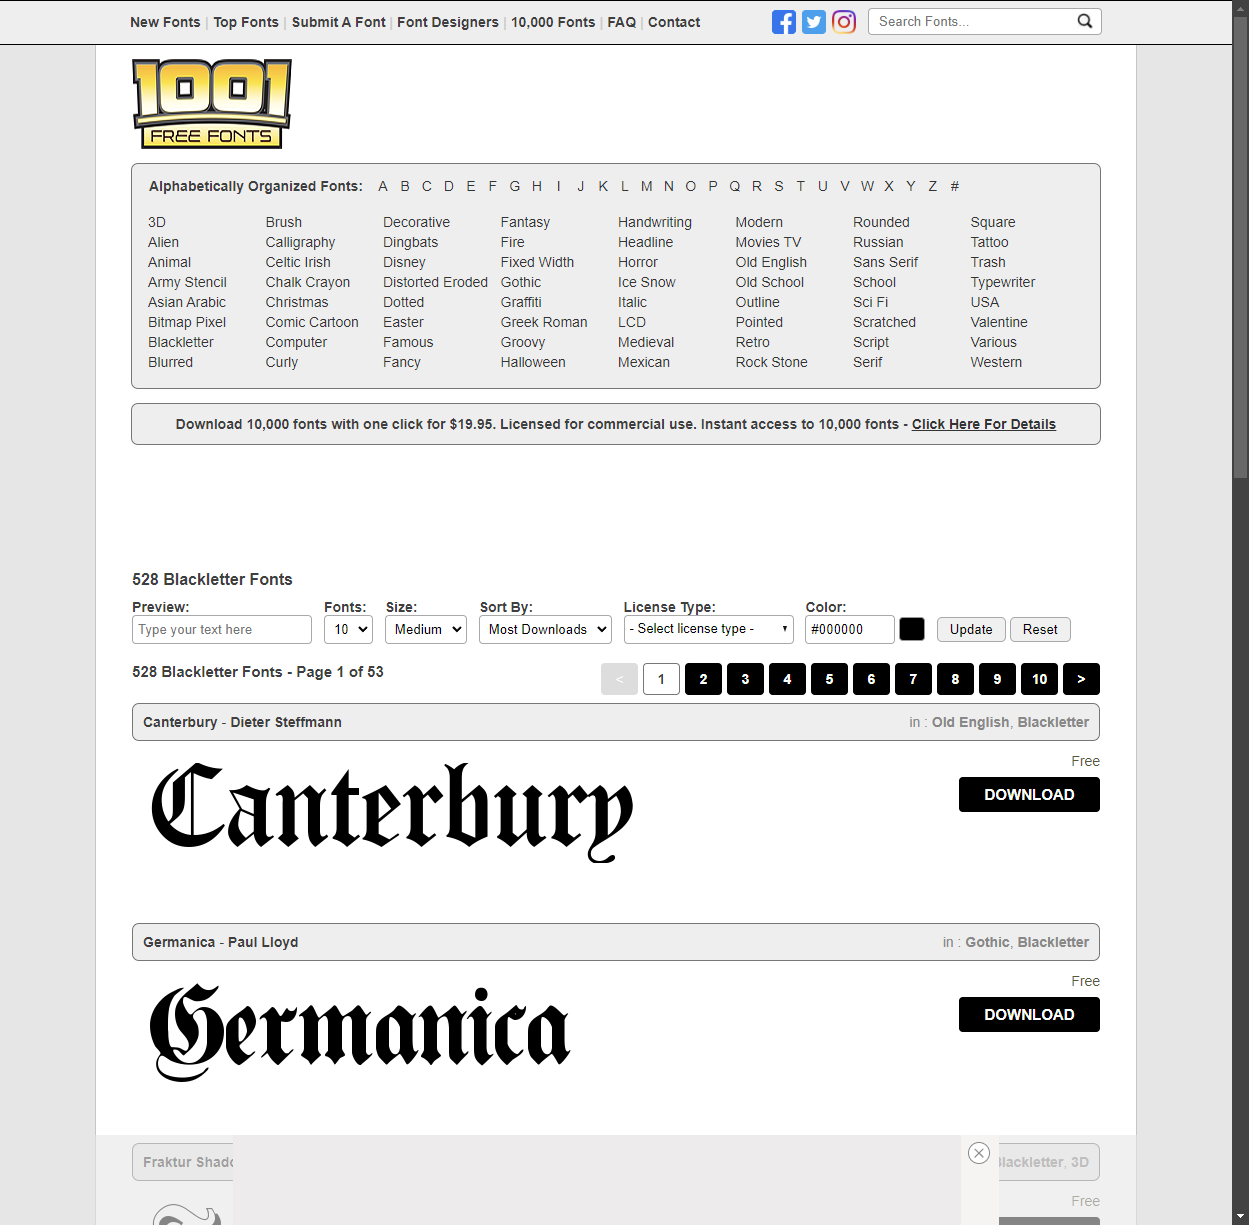 New Fonts | Top Fonts | Submit A Font | Font Designers | 10,000 Fonts | FAQ | Contact
Search Fonts...
1001
FREE FONTS
Alphabetically Organized Fonts: A B C D E F G H I J K L M N O P Q R S T U V W X Y Z #
3D Brush Decorative Fantasy Handwriting Modern Rounded Square
Alien Calligraphy Dingbats Fire Headline Movies TV Russian Tattoo
Animal Celtic Irish Disney Fixed Width Horror Old English Sans Serif Trash
Army Stencil Chalk Crayon Distorted Eroded Gothic Ice Snow Old School School Typewriter
Asian Arabic Christmas Dotted Graffiti Italic Outline Sci Fi USA
Bitmap Pixel Comic Cartoon Easter Greek Roman LCD Pointed Scratched Valentine
Blackletter Computer Famous Groovy Medieval Retro Script Various
Blurred Curly Fancy Halloween Mexican Rock Stone Serif Western
Download 10,000 fonts with one click for $19.95. Licensed for commercial use. Instant access to 10,000 fonts - Click Here For Details
528 Blackletter Fonts
Preview: Fonts: Size: Sort By: License Type: Color:
Type your text here 10 Medium Most Downloads - Select license type - #000000 Update Reset
528 Blackletter Fonts - Page 1 of 53 < 1 2 3 4 5 6 7 8 9 10 >
Canterbury - Dieter Steffmann in : Old English, Blackletter
Free
Canterbury DOWNLOAD
Germanica - Paul Lloyd in : Gothic, Blackletter
Free
Germanica DOWNLOAD
Fraktur Blackletter, 3D
Free